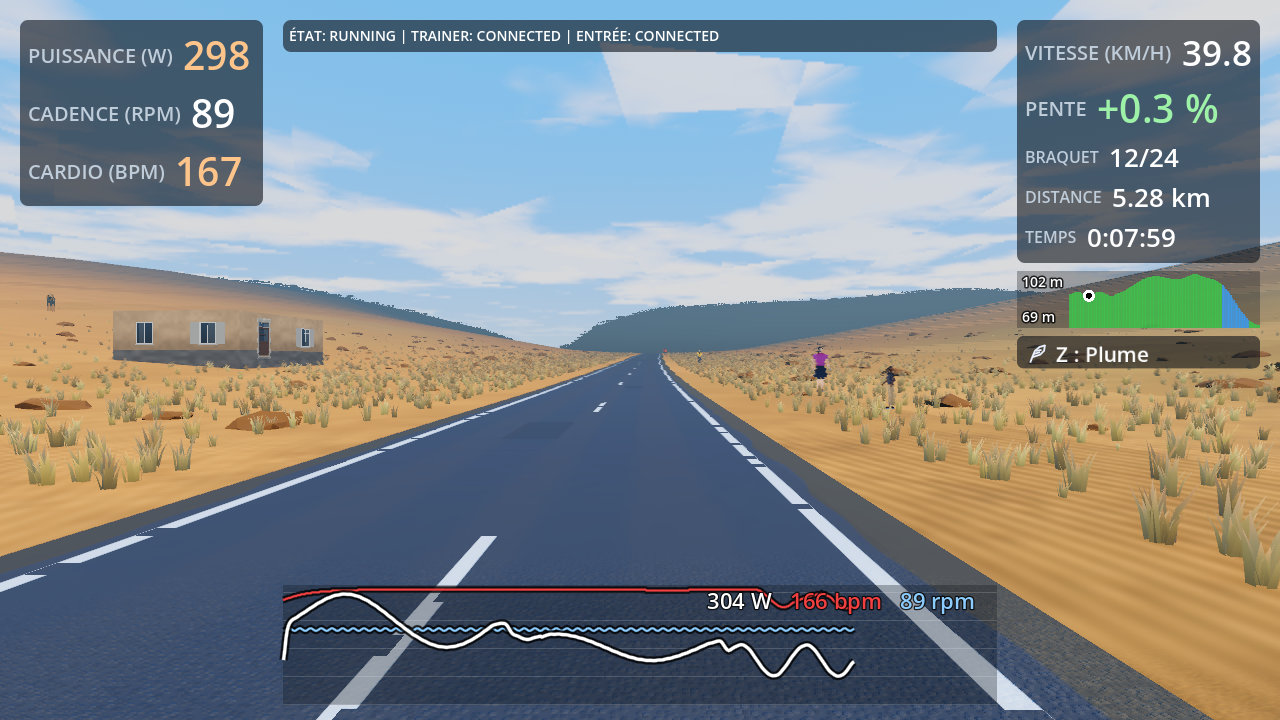 PUISSANCE (W) 298
CADENCE (RPM) 89
CARDIO (BPM) 167
ÉTAT: RUNNING | TRAINER: CONNECTED | ENTRÉE: CONNECTED
VITESSE (KM/H) 39.8
PENTE +0.3 %
BRAQUET 12/24
DISTANCE 5.28 km
TEMPS 0:07:59
102 m
69 m
Z : Plume
304 W 166 bpm 89 rpm